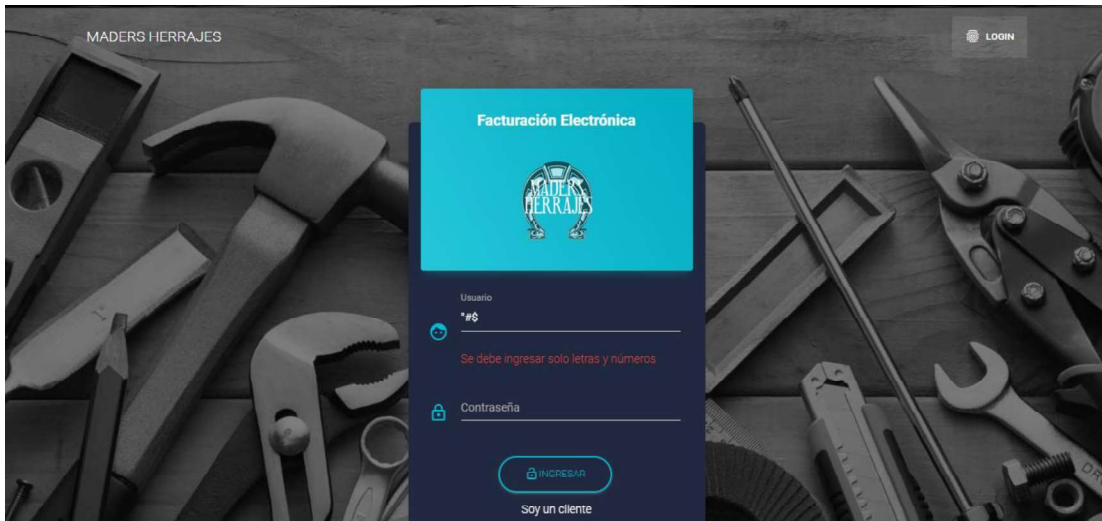 MADERS HERRAJES
LOGIN
Facturación Electrónica
MADERS
HERRAJES
Usuario
"#$
Se debe ingresar solo letras y números
Contraseña
INGRESAR
Soy un cliente